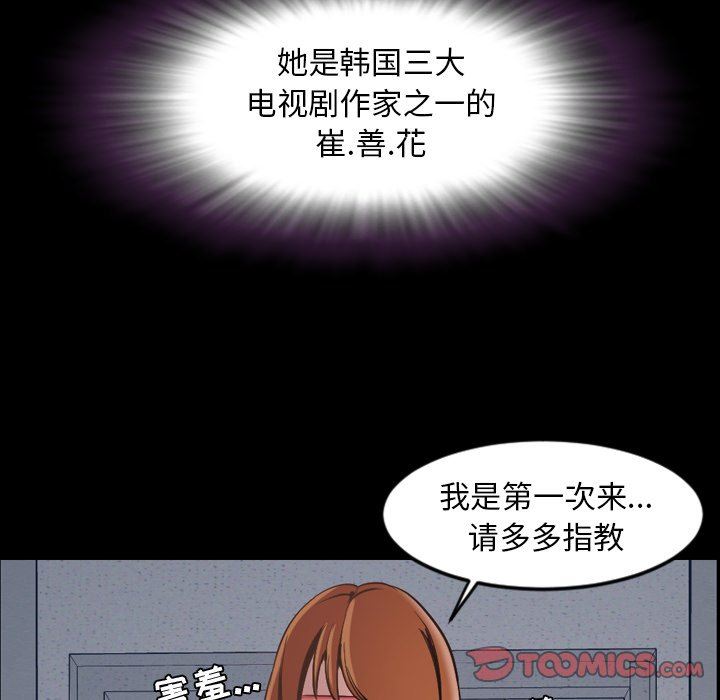 她是韩国三大
电视剧作家之一的
崔.善.花
我是第一次来...
请多多指教
害羞...
TOOMICS.COM